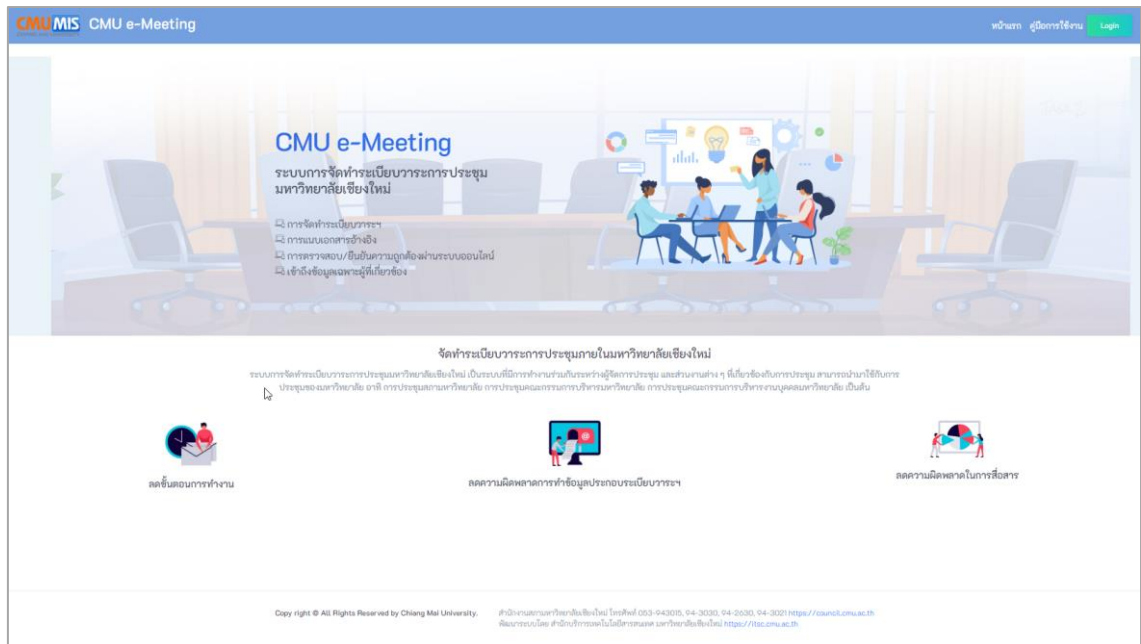 CMU MIS CMU e-Meeting
หน้าแรก คู่มือการใช้งาน Login
CMU e-Meeting
ระบบการจัดทำระเบียบวาระการประชุม
มหาวิทยาลัยเชียงใหม่
การจัดทำระเบียบวาระฯ
การแนบเอกสารอ้างอิง
การตรวจสอบ/ยืนยันความถูกต้องผ่านระบบออนไลน์
เข้าถึงข้อมูลเฉพาะผู้ที่เกี่ยวข้อง
จัดทำระเบียบวาระการประชุมภายในมหาวิทยาลัยเชียงใหม่
ระบบการจัดทำระเบียบวาระการประชุมมหาวิทยาลัยเชียงใหม่ เป็นระบบที่มีการทำงานร่วมกันระหว่างผู้จัดการประชุม และส่วนงานต่าง ๆ ที่เกี่ยวข้องกับการประชุม สามารถนำมาใช้กับการ
ประชุมของมหาวิทยาลัย อาทิ การประชุมสภามหาวิทยาลัย การประชุมคณะกรรมการบริหารมหาวิทยาลัย การประชุมคณะกรรมการบริหารงานบุคคลมหาวิทยาลัย เป็นต้น
ลดขั้นตอนการทำงาน
ลดความผิดพลาดการทำข้อมูลประกอบระเบียบวาระฯ
ลดความผิดพลาดในการสื่อสาร
Copy right © All Rights Reserved by Chiang Mai University.
สำนักงานสภามหาวิทยาลัยเชียงใหม่ โทรศัพท์ 053-943015, 94-3030, 94-2630, 94-3021 https://council.cmu.ac.th
พัฒนาระบบโดย สำนักบริการเทคโนโลยีสารสนเทศ มหาวิทยาลัยเชียงใหม่ https://itsc.cmu.ac.th